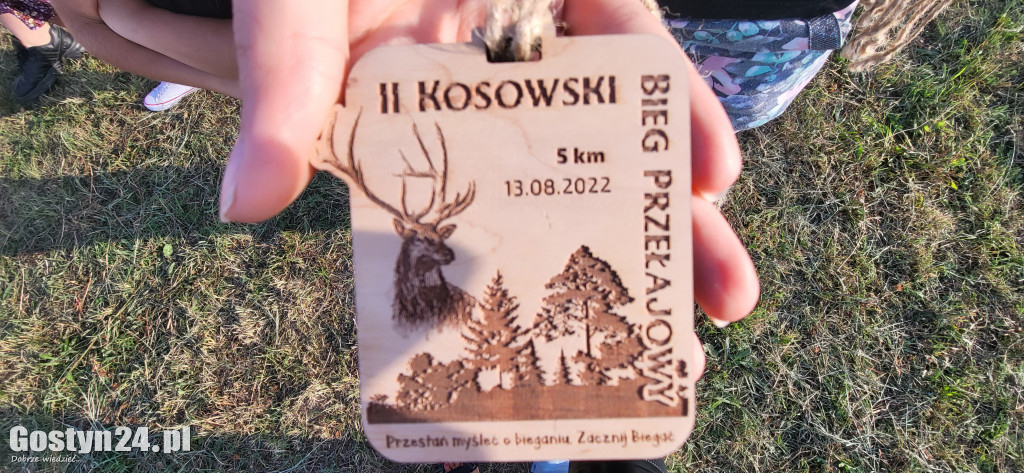 II KOSOWSKI
BIEG PRZEŁAJOWY
5 km
13.08.2022
Przestań myśleć o bieganiu. Zacznij Biegać
Gostyn24.pl
Dobrze wiedzieć...